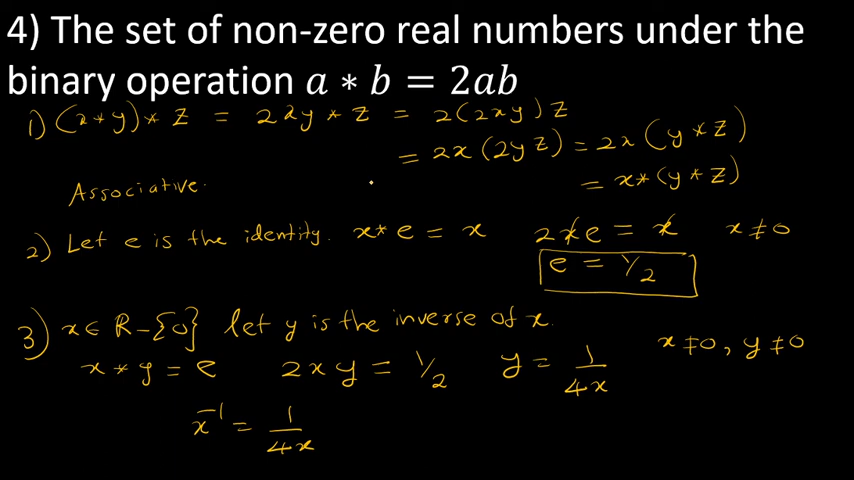 4) The set of non-zero real numbers under the
binary operation a ∗ b = 2ab
1) (x * y) * z = 2xy * z = 2(2xy)z
= 2x(2yz) = 2x(y * z)
= x * (y * z)
Associative.
2) Let e is the identity. x * e = x 2xe = x x ≠ 0
e = 1/2
3) x ∈ R - {0} let y is the inverse of x.
x * y = e 2xy = 1/2 y = 1/4x x ≠ 0, y ≠ 0
x⁻¹ = 1/4x